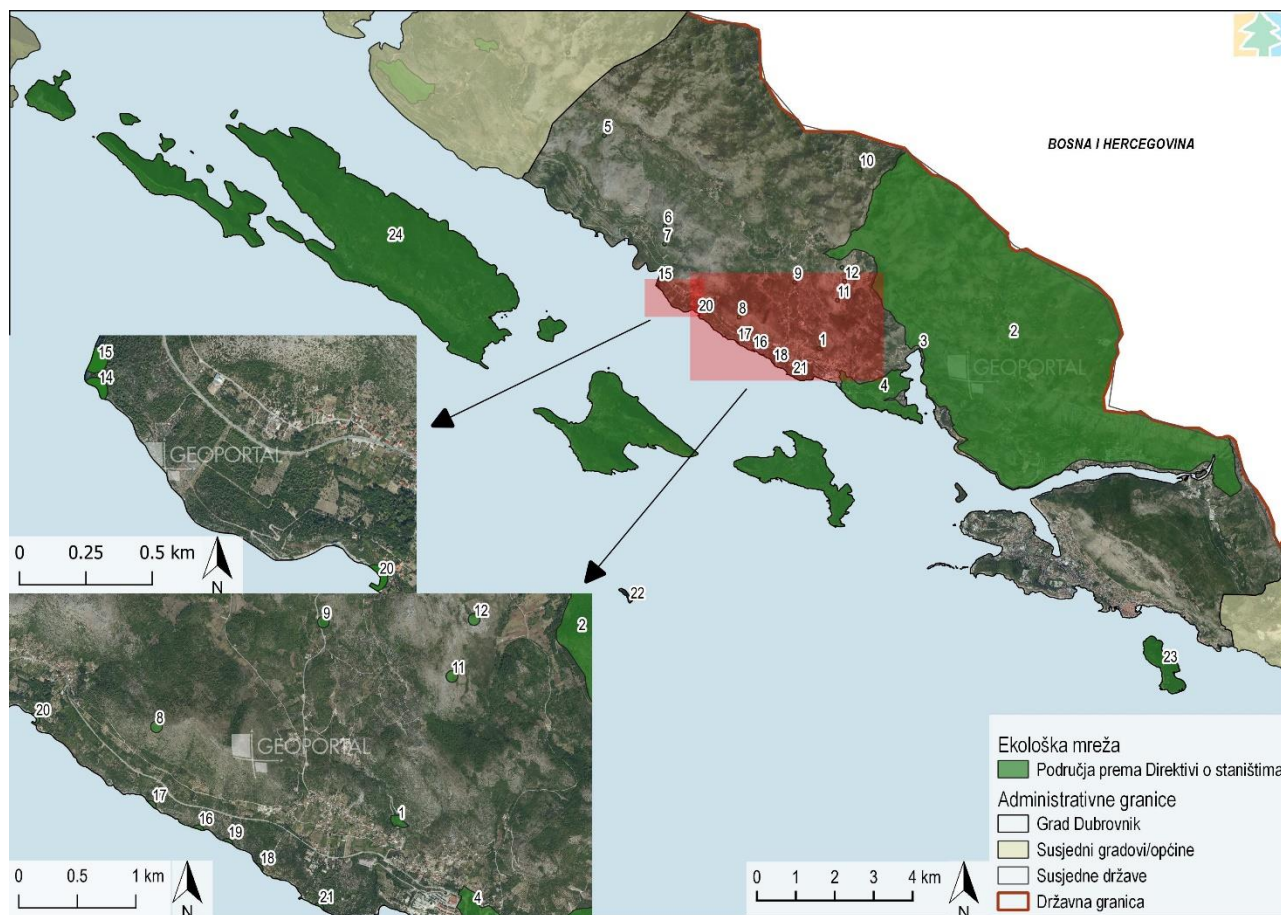 BOSNA I HERCEGOVINA
5
10
6
7
24
15
9
12
11
20
8
17
16
1
18
21
3
2
4
GEOPORTAL
22
23
15
14
GEOPORTAL
20
0 0.25 0.5 km
N
9
12
2
11
20
8
GEOPORTAL
17
16
19
1
18
21
4
0 0.5 1 km
N
0 1 2 3 4 km
N
Ekološka mreža
Područja prema Direktivi o staništima
Administrativne granice
Grad Dubrovnik
Susjedni gradovi/općine
Susjedne države
Državna granica